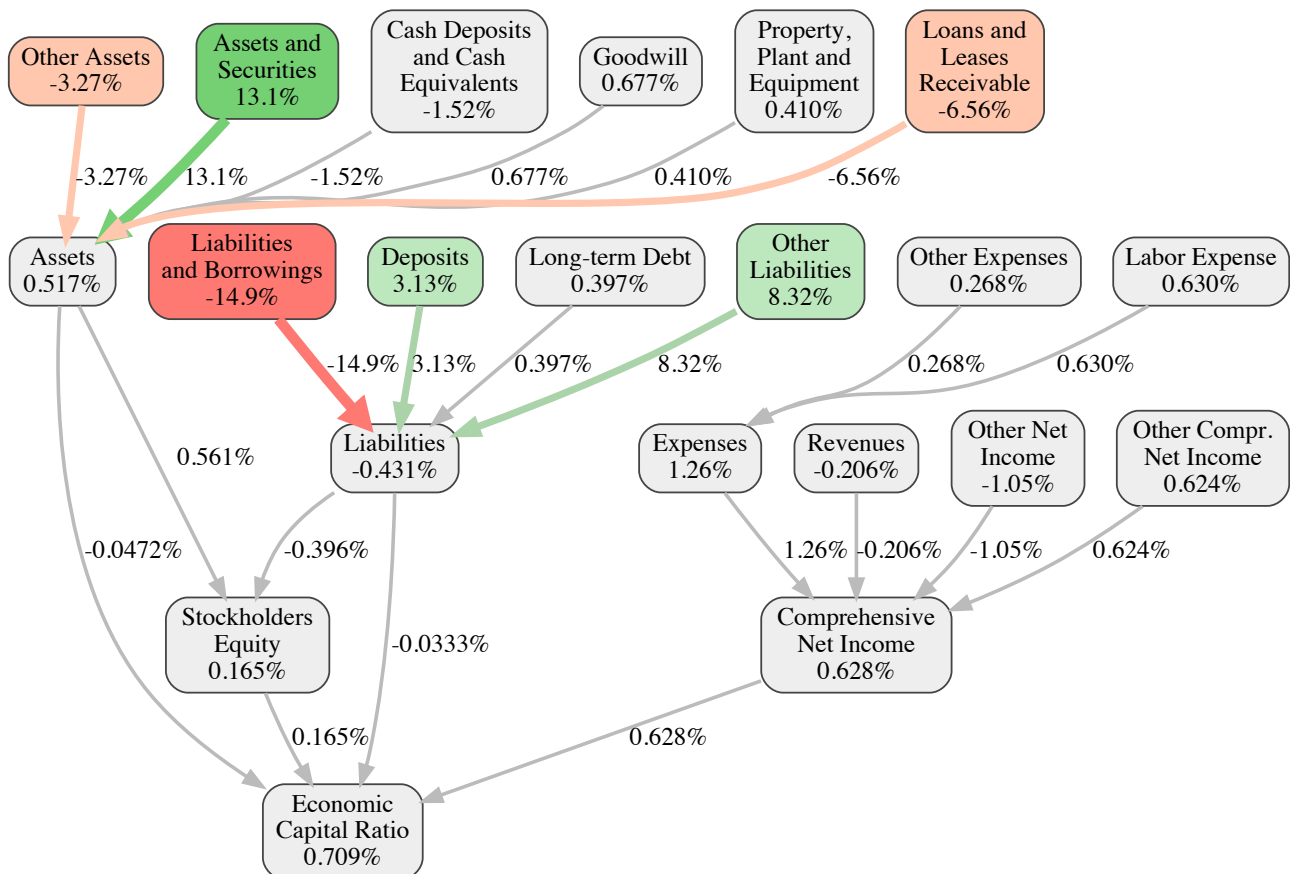 Other Assets
-3.27%
Assets and
Securities
13.1%
Cash Deposits
and Cash
Equivalents
-1.52%
Goodwill
0.677%
Property,
Plant and
Equipment
0.410%
Loans and
Leases
Receivable
-6.56%
-3.27%
13.1%
-1.52%
0.677%
0.410%
-6.56%
Assets
0.517%
Liabilities
and Borrowings
-14.9%
Deposits
3.13%
Long-term Debt
0.397%
Other
Liabilities
8.32%
Other Expenses
0.268%
Labor Expense
0.630%
-14.9%
3.13%
0.397%
8.32%
0.268%
0.630%
0.561%
Liabilities
-0.431%
Expenses
1.26%
Revenues
-0.206%
Other Net
Income
-1.05%
Other Compr.
Net Income
0.624%
-0.0472%
-0.396%
1.26%
-0.206%
-1.05%
0.624%
Stockholders
Equity
0.165%
-0.0333%
Comprehensive
Net Income
0.628%
0.165%
0.628%
Economic
Capital Ratio
0.709%